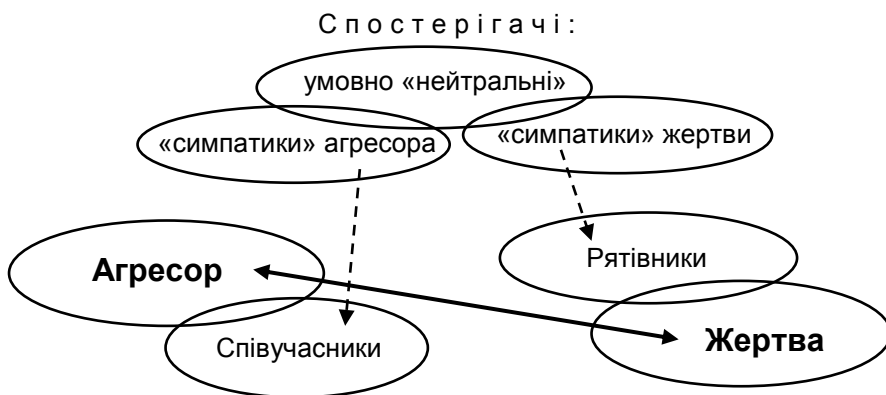 Спостерігачі:
умовно «нейтральні»
«симпатики» агресора
«симпатики» жертви
Агресор
Рятівники
Співучасники
Жертва